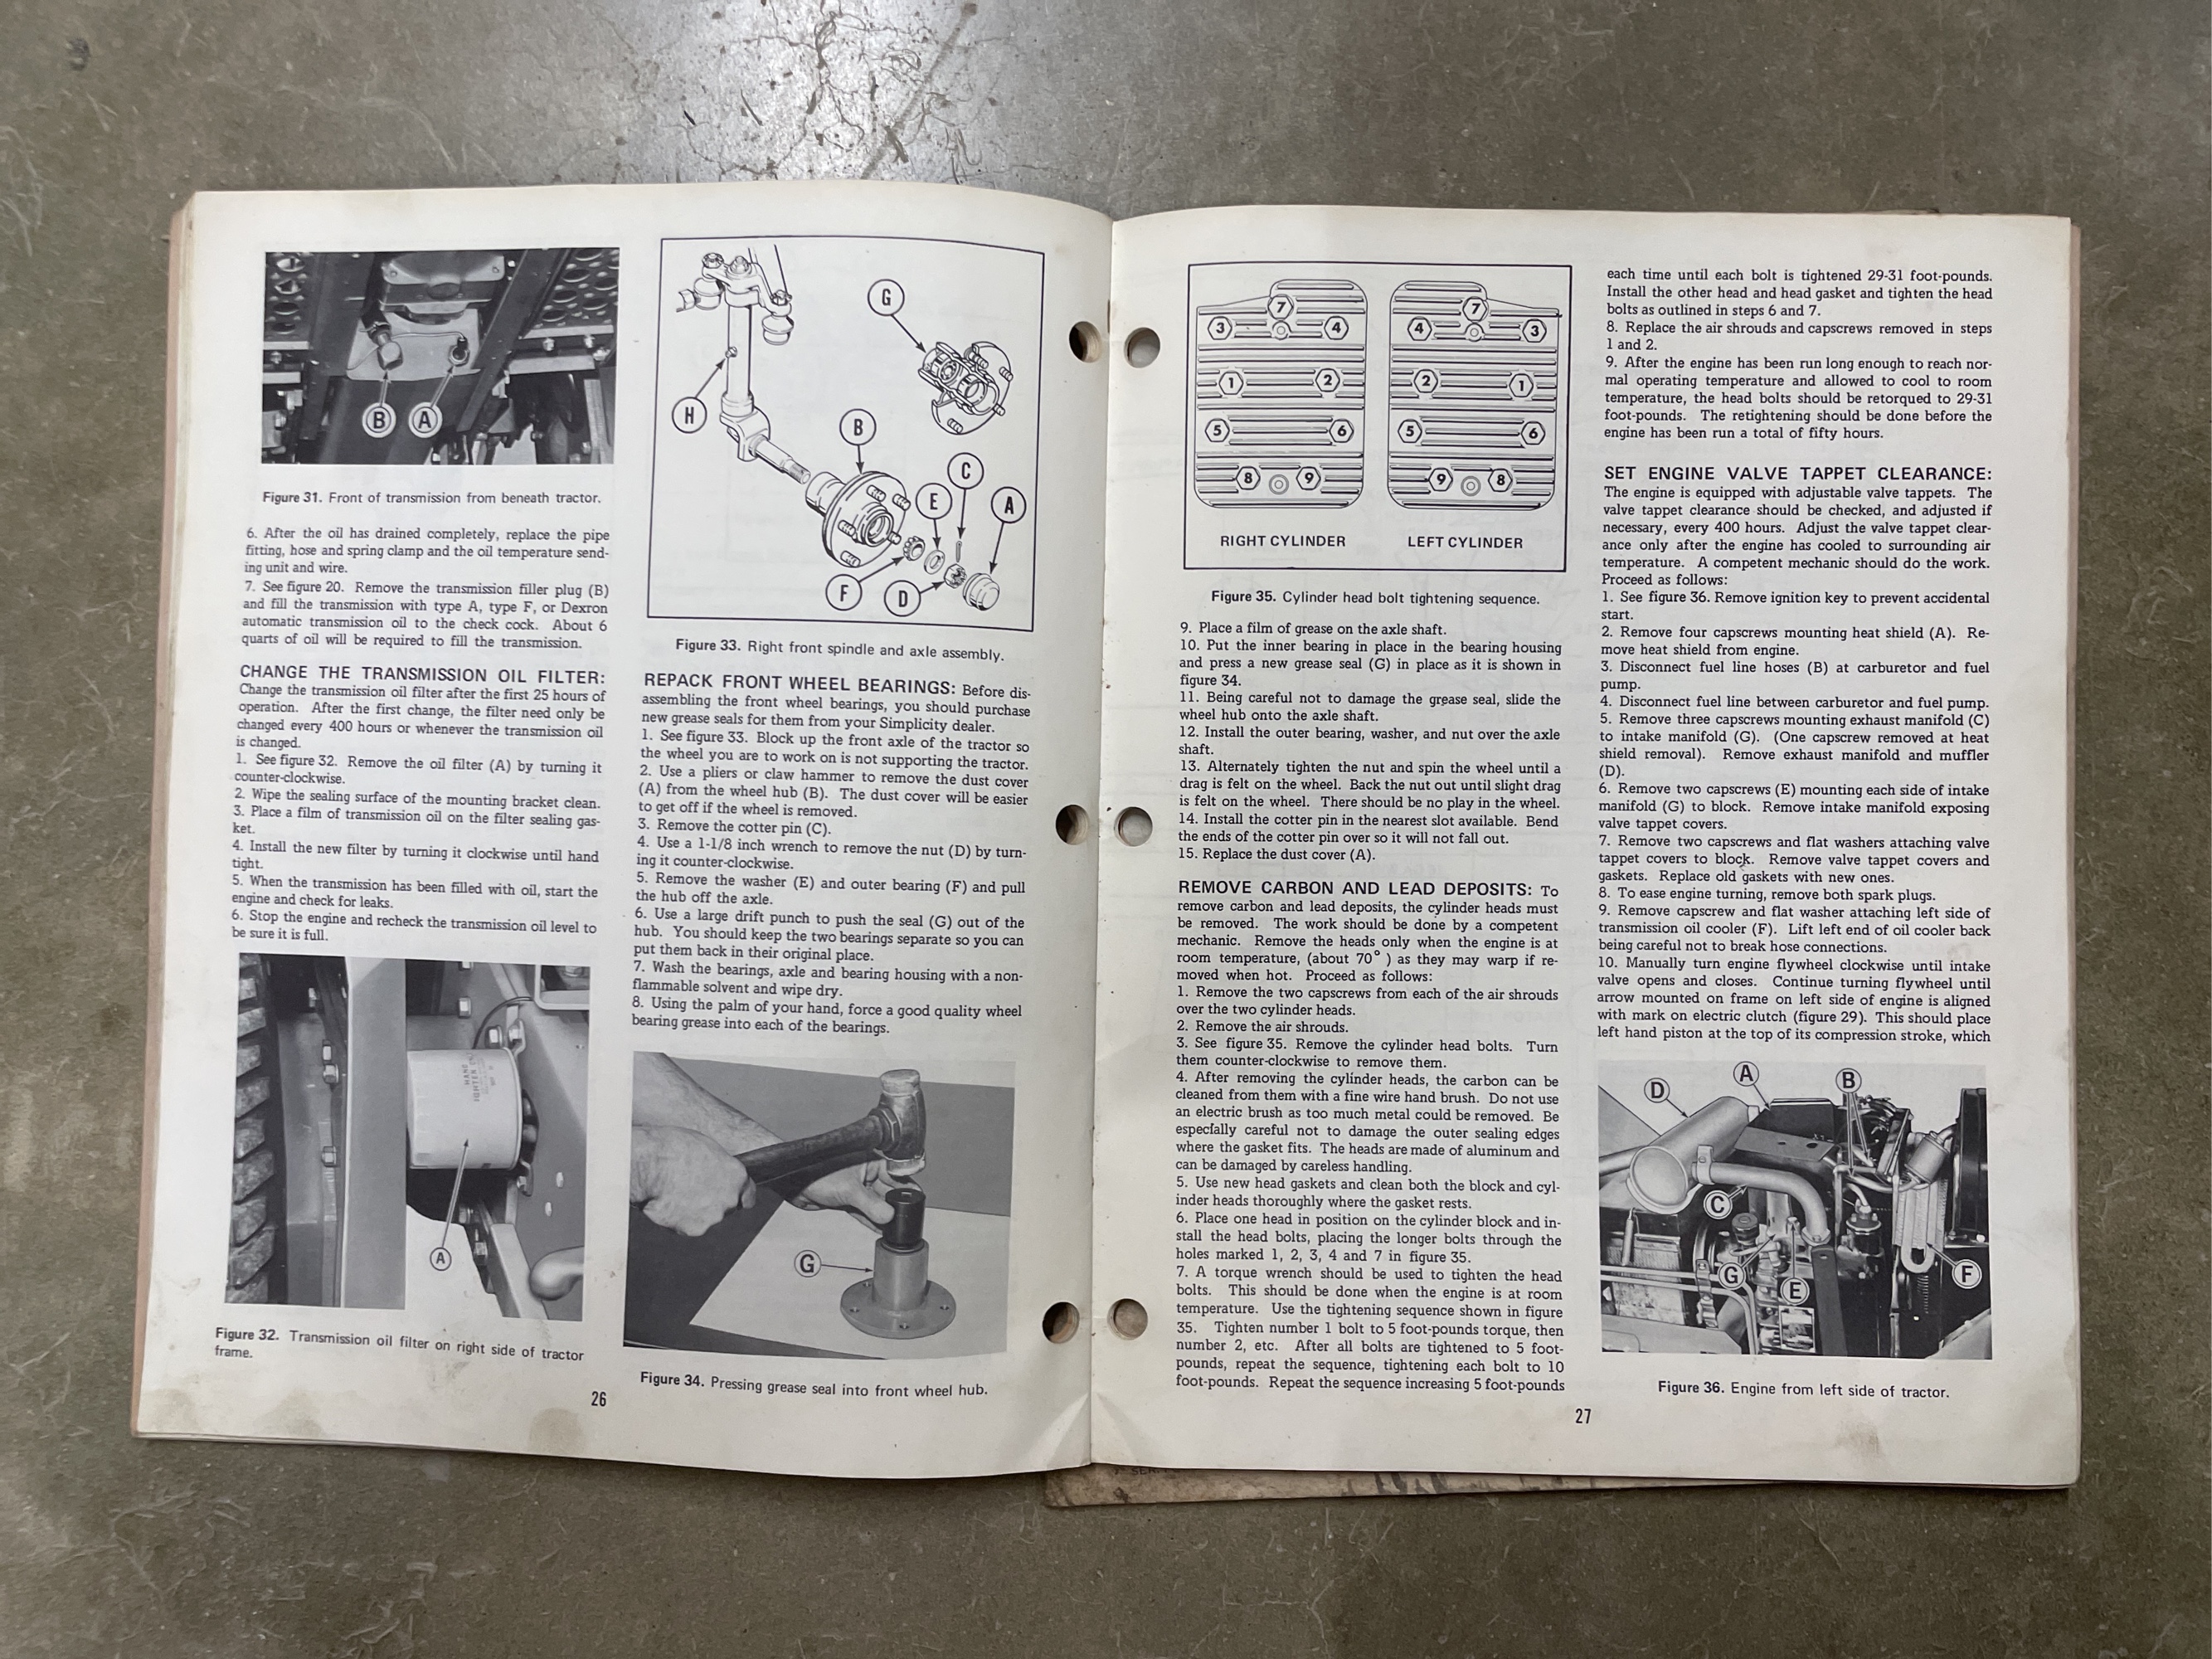 B
A
Figure 31. Front of transmission from beneath tractor.
6. After the oil has drained completely, replace the pipe
fitting, hose and spring clamp and the oil temperature send-
ing unit and wire.
7. See figure 20. Remove the transmission filler plug (B)
and fill the transmission with type A, type F, or Dexron
automatic transmission oil to the check cock. About 6
quarts of oil will be required to fill the transmission.
CHANGE THE TRANSMISSION OIL FILTER:
Change the transmission oil filter after the first 25 hours of
operation. After the first change, the filter need only be
changed every 400 hours or whenever the transmission oil
is changed.
1. See figure 32. Remove the oil filter (A) by turning it
counter-clockwise.
2. Wipe the sealing surface of the mounting bracket clean.
3. Place a film of transmission oil on the filter sealing gas-
ket.
4. Install the new filter by turning it clockwise until hand
tight.
5. When the transmission has been filled with oil, start the
engine and check for leaks.
6. Stop the engine and recheck the transmission oil level to
be sure it is full.
HAND
TIGHTEN
A
Figure 32. Transmission oil filter on right side of tractor
frame.
G
H
B
C
E
A
F
D
Figure 33. Right front spindle and axle assembly.
REPACK FRONT WHEEL BEARINGS: Before dis-
assembling the front wheel bearings, you should purchase
new grease seals for them from your Simplicity dealer.
1. See figure 33. Block up the front axle of the tractor so
the wheel you are to work on is not supporting the tractor.
2. Use a pliers or claw hammer to remove the dust cover
(A) from the wheel hub (B). The dust cover will be easier
to get off if the wheel is removed.
3. Remove the cotter pin (C).
4. Use a 1-1/8 inch wrench to remove the nut (D) by turn-
ing it counter-clockwise.
5. Remove the washer (E) and outer bearing (F) and pull
the hub off the axle.
6. Use a large drift punch to push the seal (G) out of the
hub. You should keep the two bearings separate so you can
put them back in their original place.
7. Wash the bearings, axle and bearing housing with a non-
flammable solvent and wipe dry.
8. Using the palm of your hand, force a good quality wheel
bearing grease into each of the bearings.
G
Figure 34. Pressing grease seal into front wheel hub.
26
7 7
3 4 4 3
1 2 2 1
5 6 5 6
8 9 9 8
RIGHT CYLINDER LEFT CYLINDER
Figure 35. Cylinder head bolt tightening sequence.
9. Place a film of grease on the axle shaft.
10. Put the inner bearing in place in the bearing housing
and press a new grease seal (G) in place as it is shown in
figure 34.
11. Being careful not to damage the grease seal, slide the
wheel hub onto the axle shaft.
12. Install the outer bearing, washer, and nut over the axle
shaft.
13. Alternately tighten the nut and spin the wheel until a
drag is felt on the wheel. Back the nut out until slight drag
is felt on the wheel. There should be no play in the wheel.
14. Install the cotter pin in the nearest slot available. Bend
the ends of the cotter pin over so it will not fall out.
15. Replace the dust cover (A).
REMOVE CARBON AND LEAD DEPOSITS: To
remove carbon and lead deposits, the cylinder heads must
be removed. The work should be done by a competent
mechanic. Remove the heads only when the engine is at
room temperature, (about 70° ) as they may warp if re-
moved when hot. Proceed as follows:
1. Remove the two capscrews from each of the air shrouds
over the two cylinder heads.
2. Remove the air shrouds.
3. See figure 35. Remove the cylinder head bolts. Turn
them counter-clockwise to remove them.
4. After removing the cylinder heads, the carbon can be
cleaned from them with a fine wire hand brush. Do not use
an electric brush as too much metal could be removed. Be
especially careful not to damage the outer sealing edges
where the gasket fits. The heads are made of aluminum and
can be damaged by careless handling.
5. Use new head gaskets and clean both the block and cyl-
inder heads thoroughly where the gasket rests.
6. Place one head in position on the cylinder block and in-
stall the head bolts, placing the longer bolts through the
holes marked 1, 2, 3, 4 and 7 in figure 35.
7. A torque wrench should be used to tighten the head
bolts. This should be done when the engine is at room
temperature. Use the tightening sequence shown in figure
35. Tighten number 1 bolt to 5 foot-pounds torque, then
number 2, etc. After all bolts are tightened to 5 foot-
pounds, repeat the sequence, tightening each bolt to 10
foot-pounds. Repeat the sequence increasing 5 foot-pounds
each time until each bolt is tightened 29-31 foot-pounds.
Install the other head and head gasket and tighten the head
bolts as outlined in steps 6 and 7.
8. Replace the air shrouds and capscrews removed in steps
1 and 2.
9. After the engine has been run long enough to reach nor-
mal operating temperature and allowed to cool to room
temperature, the head bolts should be retorqued to 29-31
foot-pounds. The retightening should be done before the
engine has been run a total of fifty hours.
SET ENGINE VALVE TAPPET CLEARANCE:
The engine is equipped with adjustable valve tappets. The
valve tappet clearance should be checked, and adjusted if
necessary, every 400 hours. Adjust the valve tappet clear-
ance only after the engine has cooled to surrounding air
temperature. A competent mechanic should do the work.
Proceed as follows:
1. See figure 36. Remove ignition key to prevent accidental
start.
2. Remove four capscrews mounting heat shield (A). Re-
move heat shield from engine.
3. Disconnect fuel line hoses (B) at carburetor and fuel
pump.
4. Disconnect fuel line between carburetor and fuel pump.
5. Remove three capscrews mounting exhaust manifold (C)
to intake manifold (G). (One capscrew removed at heat
shield removal). Remove exhaust manifold and muffler
(D).
6. Remove two capscrews (E) mounting each side of intake
manifold (G) to block. Remove intake manifold exposing
valve tappet covers.
7. Remove two capscrews and flat washers attaching valve
tappet covers to block. Remove valve tappet covers and
gaskets. Replace old gaskets with new ones.
8. To ease engine turning, remove both spark plugs.
9. Remove capscrew and flat washer attaching left side of
transmission oil cooler (F). Lift left end of oil cooler back
being careful not to break hose connections.
10. Manually turn engine flywheel clockwise until intake
valve opens and closes. Continue turning flywheel until
arrow mounted on frame on left side of engine is aligned
with mark on electric clutch (figure 29). This should place
left hand piston at the top of its compression stroke, which
D
A
B
C
G
E
F
Figure 36. Engine from left side of tractor.
27